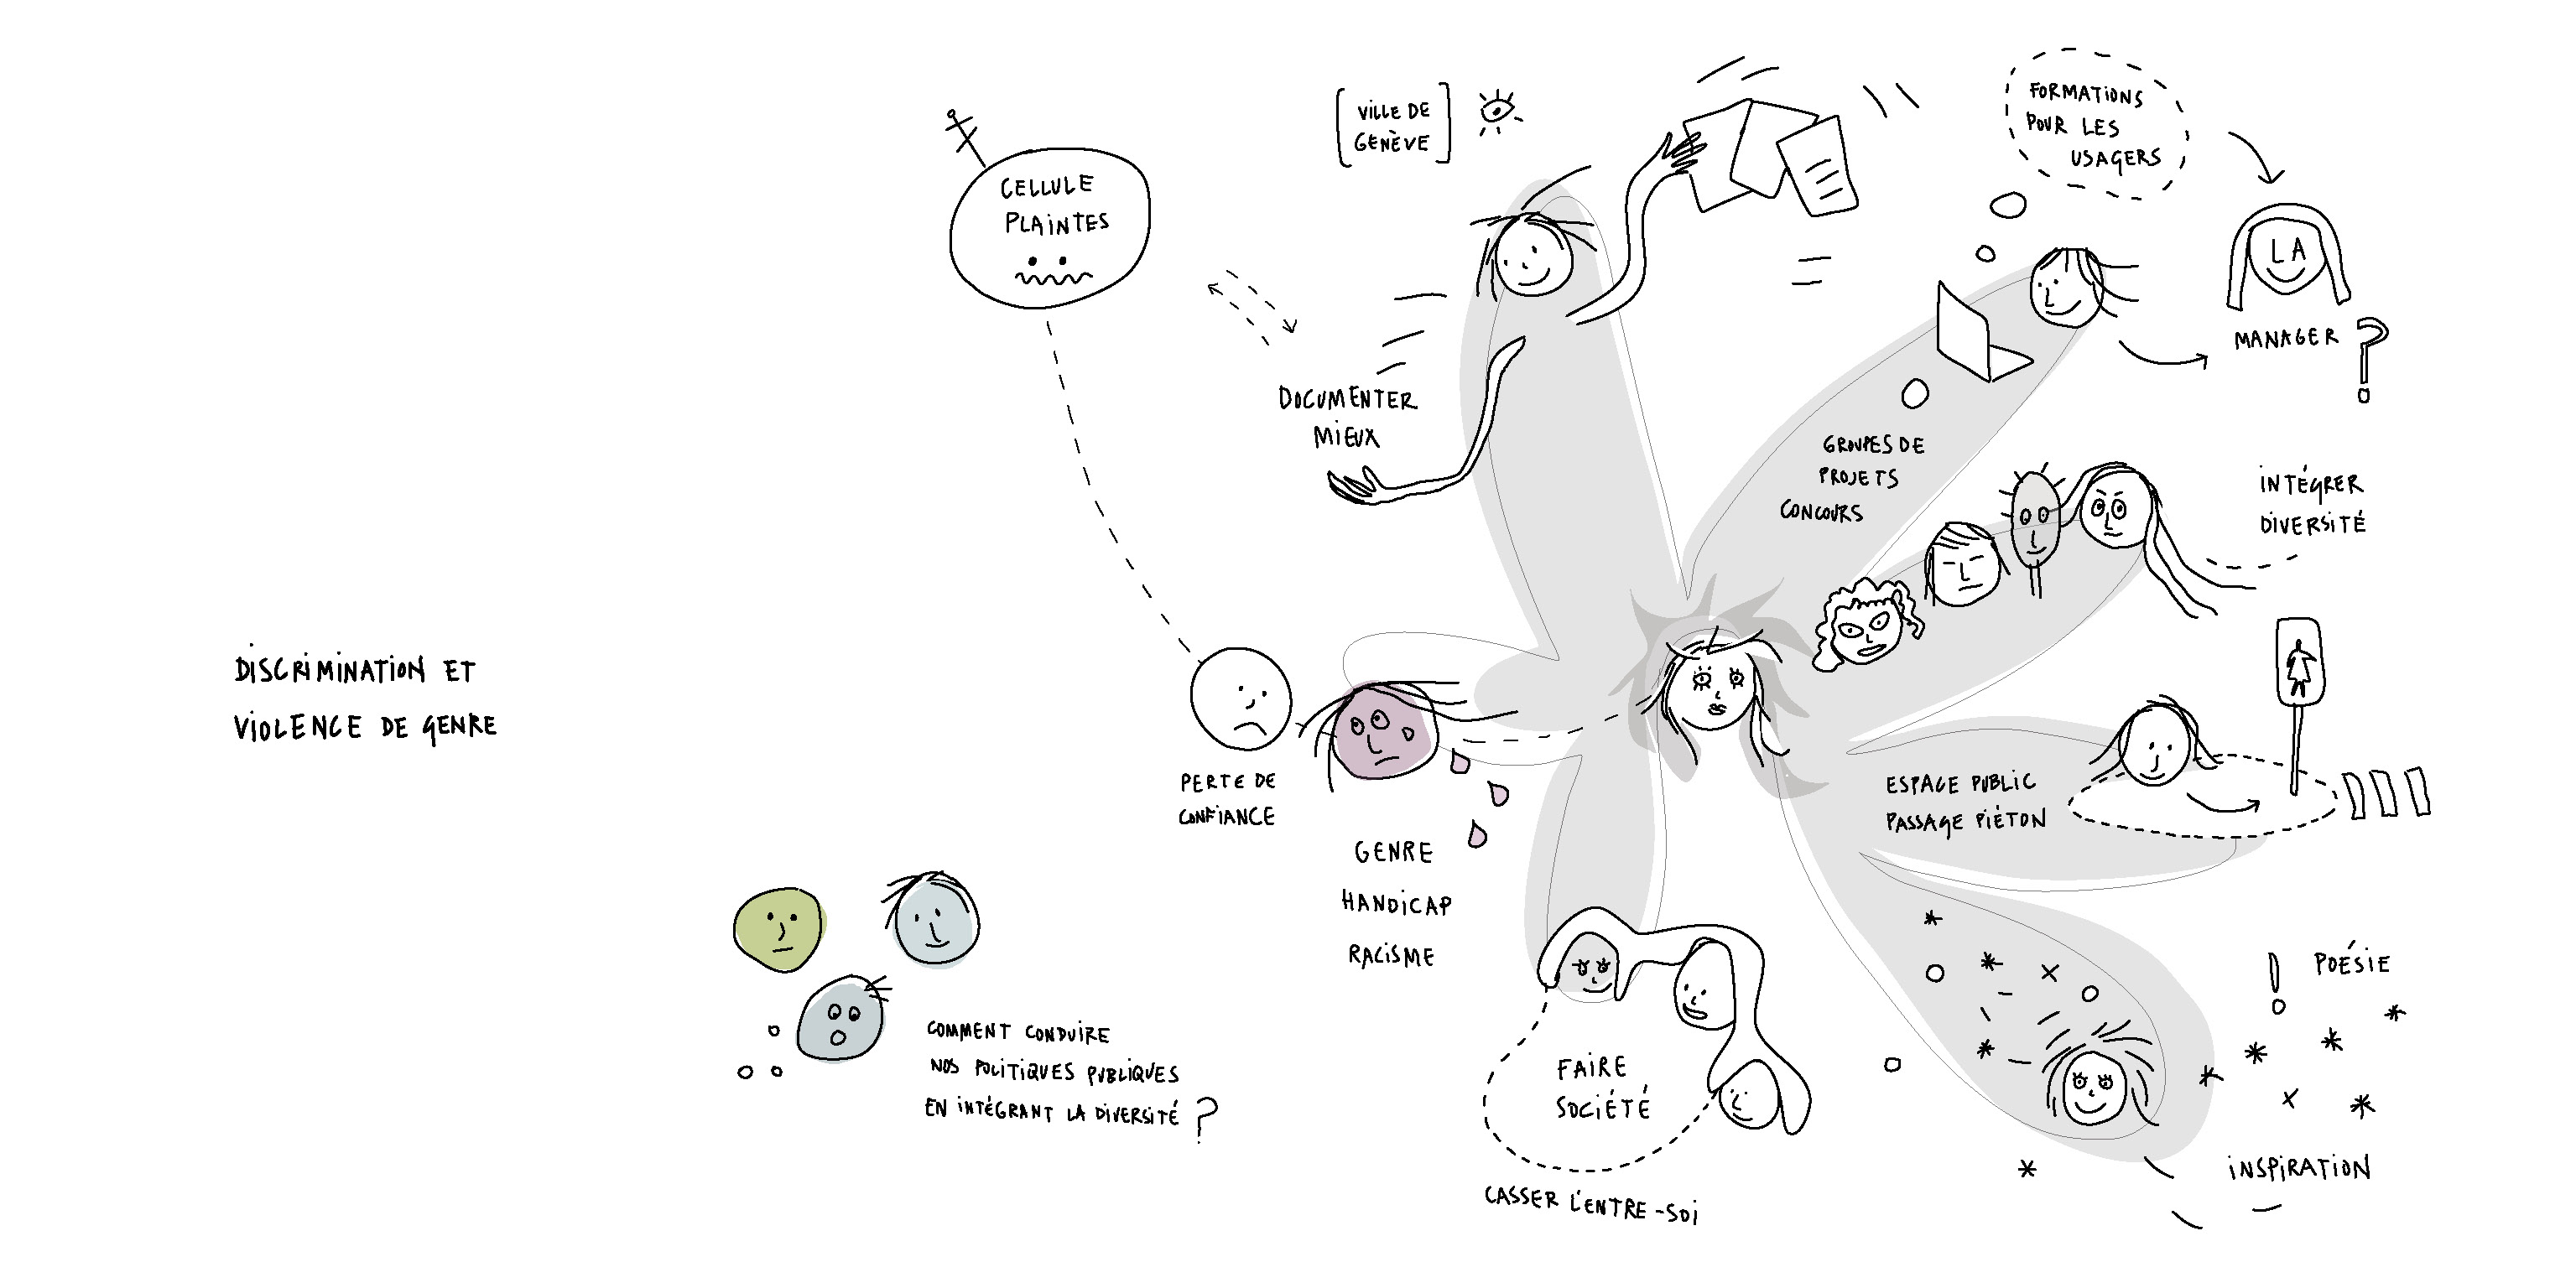 DISCRIMINATION ET
VIOLENCE DE GENRE
CELLULE
PLAINTES
VILLE DE
GENÈVE
DOCUMENTER
MIEUX
FORMATIONS
POUR LES
USAGERS
LA
MANAGER ?
GROUPES DE
PROJETS
CONCOURS
INTÉGRER
DIVERSITÉ
PERTE DE
CONFIANCE
GENRE
HANDICAP
RACISME
ESPACE PUBLIC
PASSAGE PIÉTON
COMMENT CONDUIRE
NOS POLITIQUES PUBLIQUES
EN INTÉGRANT LA DIVERSITÉ ?
FAIRE
SOCIÉTÉ
CASSER L'ENTRE-SOI
! POÉSIE
INSPIRATION